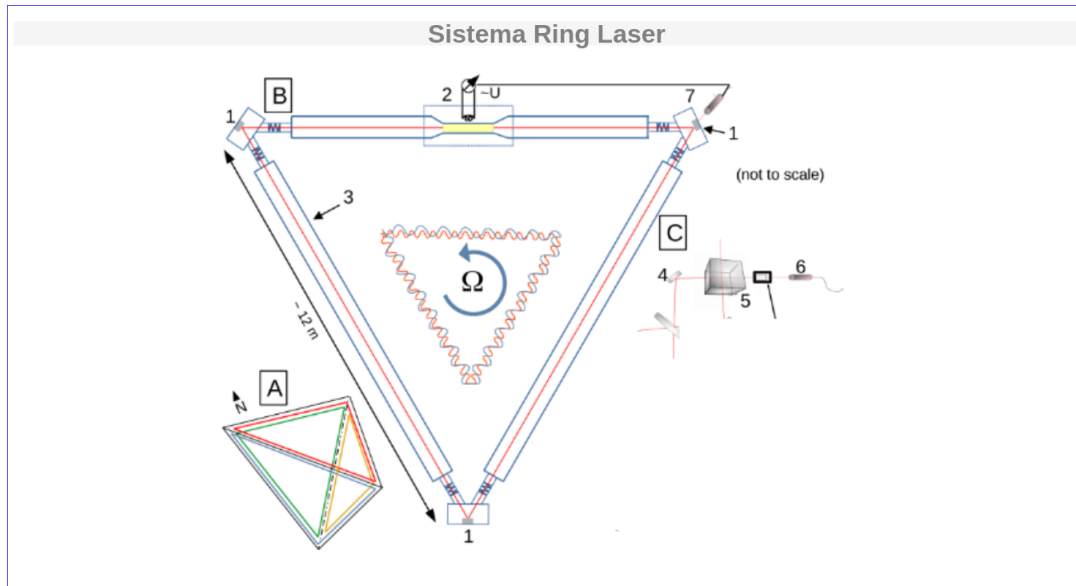 Sistema Ring Laser
B
2
~U
7
1
1
(not to scale)
3
C
Ω
4
6
5
~ 12 m
A
N
1